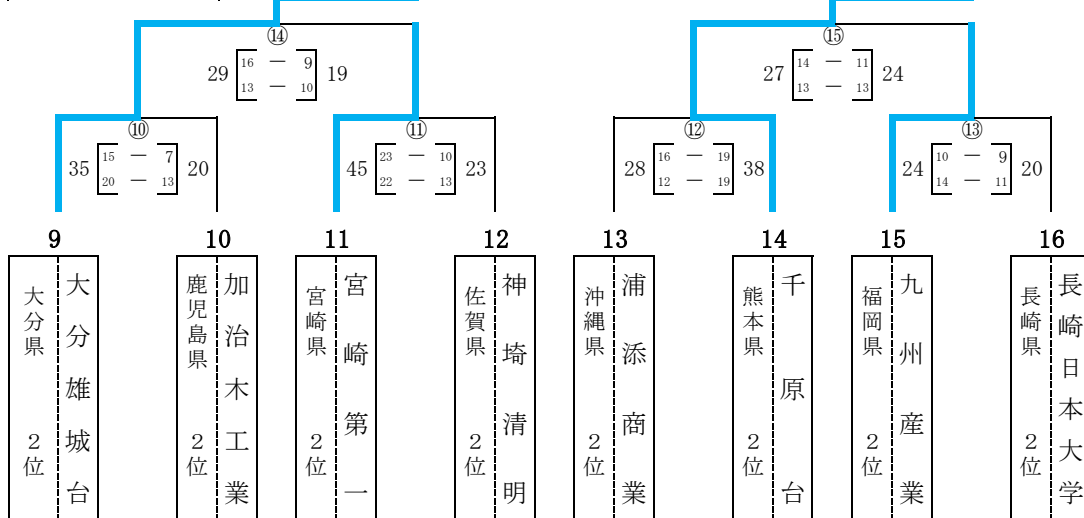 ⑭
⑮
29 16 － 9 19
13 － 10
27 14 － 11 24
13 － 13
⑩
⑪
⑫
⑬
35 15 － 7 20
20 － 13
45 23 － 10 23
22 － 13
28 16 － 19 38
12 － 19
24 10 － 9 20
14 － 11
9
10
11
12
13
14
15
16
大分県 2位
大分雄城台
鹿児島県 2位
加治木工業
宮崎県 2位
宮崎第一
佐賀県 2位
神埼清明
沖縄県 2位
浦添商業
熊本県 2位
千原台
福岡県 2位
九州産業
長崎県 2位
長崎日本大学